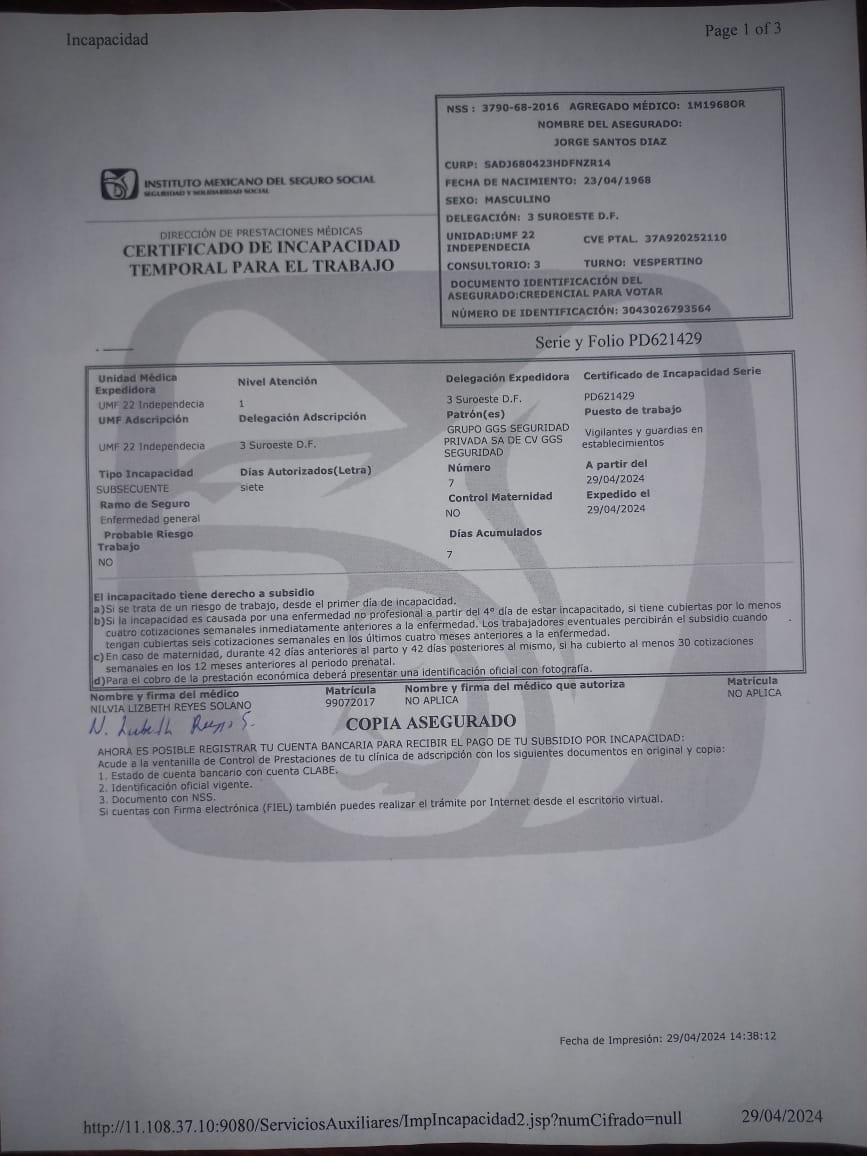 Incapacidad
Page 1 of 3
NSS : 3790-68-2016 AGREGADO MÉDICO: 1M1968OR
NOMBRE DEL ASEGURADO:
JORGE SANTOS DIAZ
CURP: SADJ680423HDFNZR14
FECHA DE NACIMIENTO: 23/04/1968
SEXO: MASCULINO
DELEGACIÓN: 3 SUROESTE D.F.
UNIDAD:UMF 22 INDEPENDECIA
CVE PTAL. 37A920252110
CONSULTORIO: 3
TURNO: VESPERTINO
DOCUMENTO IDENTIFICACIÓN DEL
ASEGURADO:CREDENCIAL PARA VOTAR
NÚMERO DE IDENTIFICACIÓN: 3043026793564
INSTITUTO MEXICANO DEL SEGURO SOCIAL
SEGURIDAD Y SOLIDARIDAD SOCIAL
DIRECCIÓN DE PRESTACIONES MÉDICAS
CERTIFICADO DE INCAPACIDAD
TEMPORAL PARA EL TRABAJO
Serie y Folio PD621429
Unidad Médica Expedidora
Nivel Atención
Delegación Expedidora
Certificado de Incapacidad Serie
UMF 22 Independecia
1
3 Suroeste D.F.
PD621429
UMF Adscripción
Delegación Adscripción
Patrón(es)
Puesto de trabajo
UMF 22 Independecia
3 Suroeste D.F.
GRUPO GGS SEGURIDAD
PRIVADA SA DE CV GGS
SEGURIDAD
Vigilantes y guardias en
establecimientos
Tipo Incapacidad
Días Autorizados(Letra)
Número
A partir del
SUBSECUENTE
siete
7
29/04/2024
Ramo de Seguro
Control Maternidad
Expedido el
Enfermedad general
NO
29/04/2024
Probable Riesgo
Trabajo
Días Acumulados
NO
7
El incapacitado tiene derecho a subsidio
a)Si se trata de un riesgo de trabajo, desde el primer día de incapacidad.
b)Si la incapacidad es causada por una enfermedad no profesional a partir del 4º día de estar incapacitado, si tiene cubiertas por lo menos
cuatro cotizaciones semanales inmediatamente anteriores a la enfermedad. Los trabajadores eventuales percibirán el subsidio cuando
tengan cubiertas seis cotizaciones semanales en los últimos cuatro meses anteriores a la enfermedad.
c)En caso de maternidad, durante 42 días anteriores al parto y 42 días posteriores al mismo, si ha cubierto al menos 30 cotizaciones
semanales en los 12 meses anteriores al periodo prenatal.
d)Para el cobro de la prestación económica deberá presentar una identificación oficial con fotografía.
Nombre y firma del médico
Matrícula
Nombre y firma del médico que autoriza
Matricula
NILVIA LIZBETH REYES SOLANO
99072017
NO APLICA
NO APLICA
N. Lizbeth Reyes S.
COPIA ASEGURADO
AHORA ES POSIBLE REGISTRAR TU CUENTA BANCARIA PARA RECIBIR EL PAGO DE TU SUBSIDIO POR INCAPACIDAD:
Acude a la ventanilla de Control de Prestaciones de tu clínica de adscripción con los siguientes documentos en original y copia:
1. Estado de cuenta bancario con cuenta CLABE.
2. Identificación oficial vigente.
3. Documento con NSS.
Si cuentas con Firma electrónica (FIEL) también puedes realizar el trámite por Internet desde el escritorio virtual.
Fecha de Impresión: 29/04/2024 14:38:12
http://11.108.37.10:9080/ServiciosAuxiliares/ImpIncapacidad2.jsp?numCifrado=null
29/04/2024